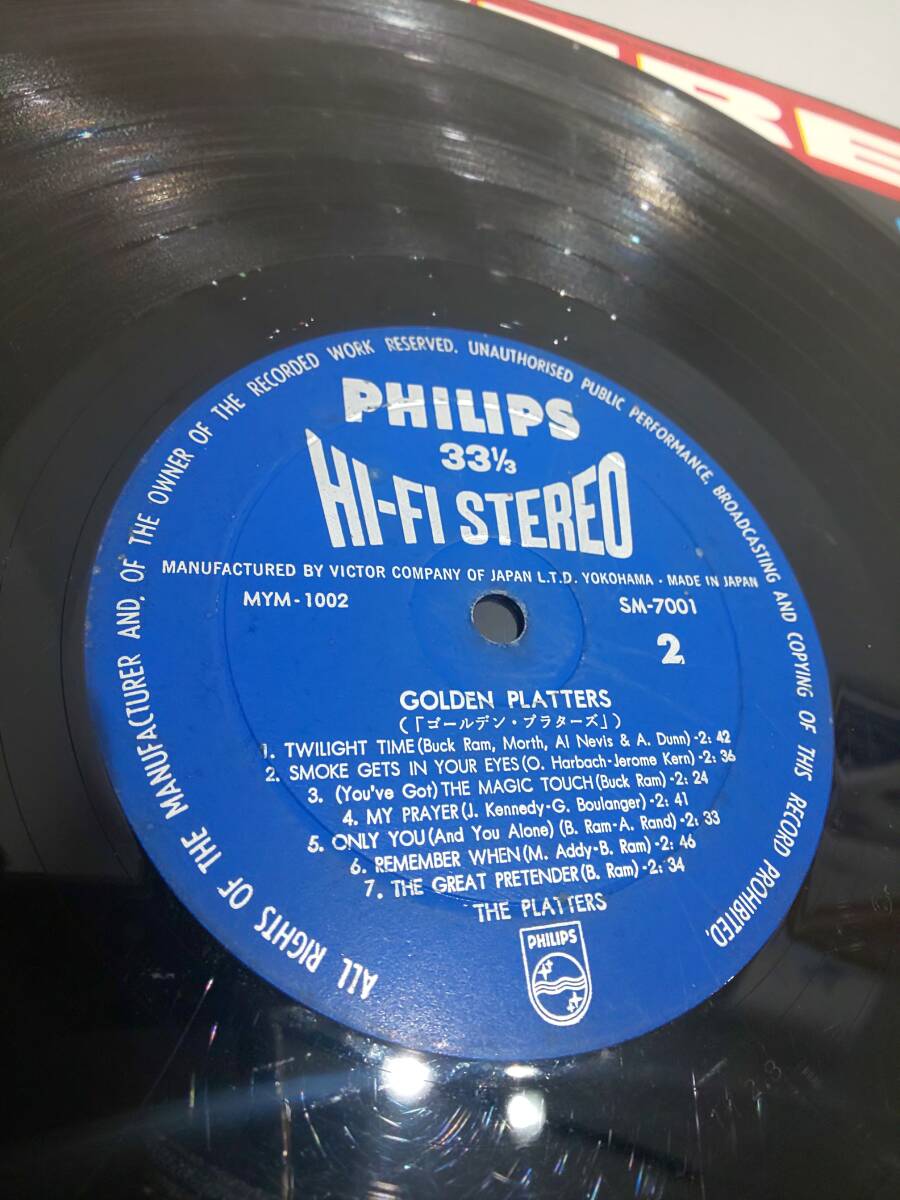 RE
ALL RIGHTS OF THE MANUFACTURER AND, OF THE OWNER OF THE RECORDED WORK RESERVED. UNAUTHORISED PUBLIC PERFORMANCE, BROADCASTING AND COPYING OF THIS RECORD PROHIBITED.
PHILIPS
33⅓
HI-FI STEREO
MANUFACTURED BY VICTOR COMPANY OF JAPAN L.T.D. YOKOHAMA · MADE IN JAPAN
MYM-1002 SM-7001
2
GOLDEN PLATTERS
(「ゴールデン・プラターズ」)
1. TWILIGHT TIME (Buck Ram, Morth, Al Nevis & A. Dunn)-2: 42
2. SMOKE GETS IN YOUR EYES (O. Harbach-Jerome Kern)-2: 36
3. (You've Got) THE MAGIC TOUCH (Buck Ram)-2: 24
4. MY PRAYER (J. Kennedy-G. Boulanger)-2: 41
5. ONLY YOU (And You Alone) (B. Ram-A. Rand)-2: 33
6. REMEMBER WHEN (M. Addy-B. Ram)-2: 46
7. THE GREAT PRETENDER (B. Ram)-2: 34
THE PLATTERS
PHILIPS